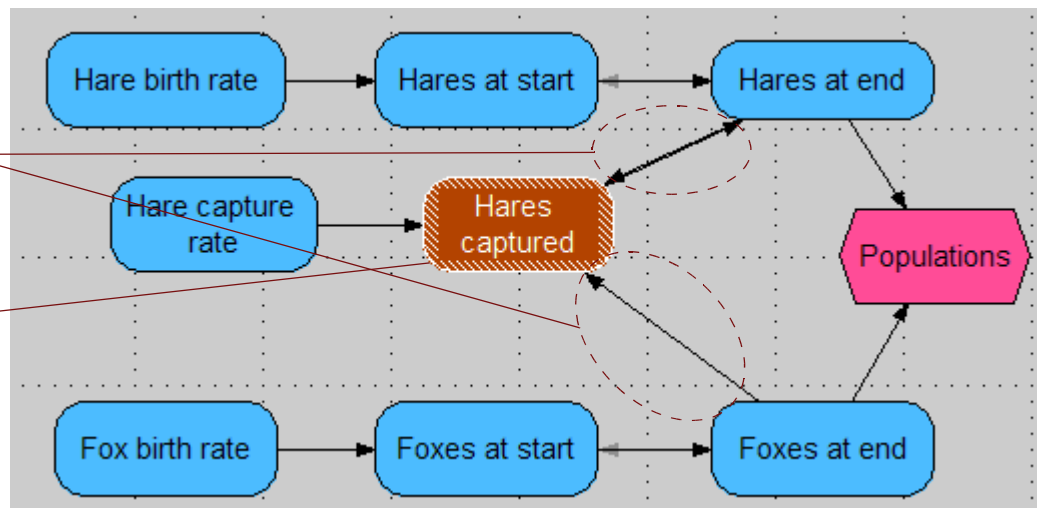 Hare birth rate
Hares at start
Hares at end
Hare capture
rate
Hares
captured
Populations
Fox birth rate
Foxes at start
Foxes at end